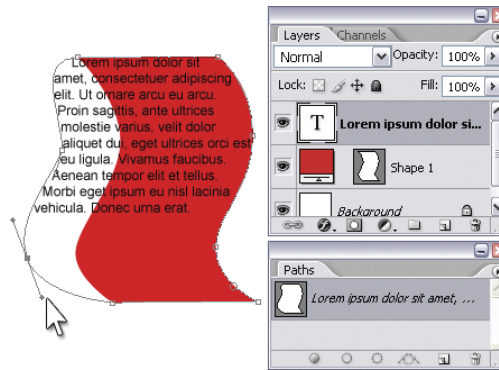 Lorem ipsum dolor sit
amet, consectetuer adipiscing
elit. Ut ornare arcu eu arcu.
Proin sagittis, ante ultrices
molestie varius, velit dolor
aliquet dui, eget ultrices orci est
eu ligula. Vivamus faucibus.
Aenean tempor elit et tellus.
Morbi eget ipsum eu nisl lacinia
vehicula. Donec urna erat.
Layers Channels
Normal Opacity: 100%
Lock: Fill: 100%
T Lorem ipsum dolor si...
Shape 1
Background
Paths
Lorem ipsum dolor sit amet, ...